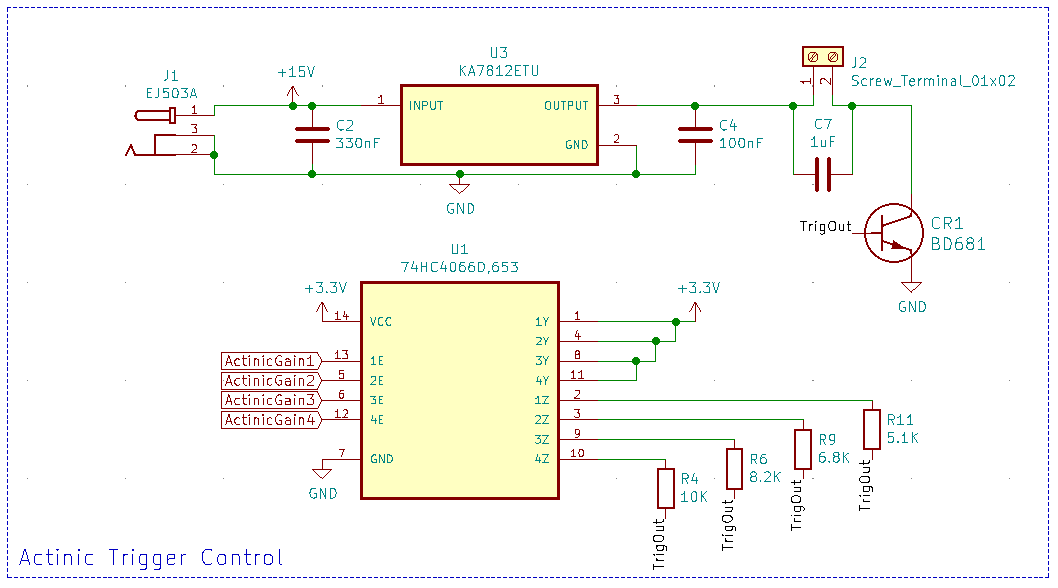 J1
EJ503A
1
3
2
+15V
C2
330nF
U3
KA7812ETU
1
INPUT
OUTPUT
3
GND
2
GND
C4
100nF
J2
Screw_Terminal_01x02
1
2
C7
1uF
TrigOut
CR1
BD681
GND
U1
74HC4066D,653
+3.3V
14
VCC
ActinicGain1
13
1E
ActinicGain2
5
2E
ActinicGain3
6
3E
ActinicGain4
12
4E
7
GND
GND
+3.3V
1Y
1
2Y
4
3Y
8
4Y
11
1Z
2
2Z
3
3Z
9
4Z
10
R11
5.1K
TrigOut
R9
6.8K
TrigOut
R6
8.2K
TrigOut
R4
10K
TrigOut
Actinic Trigger Control